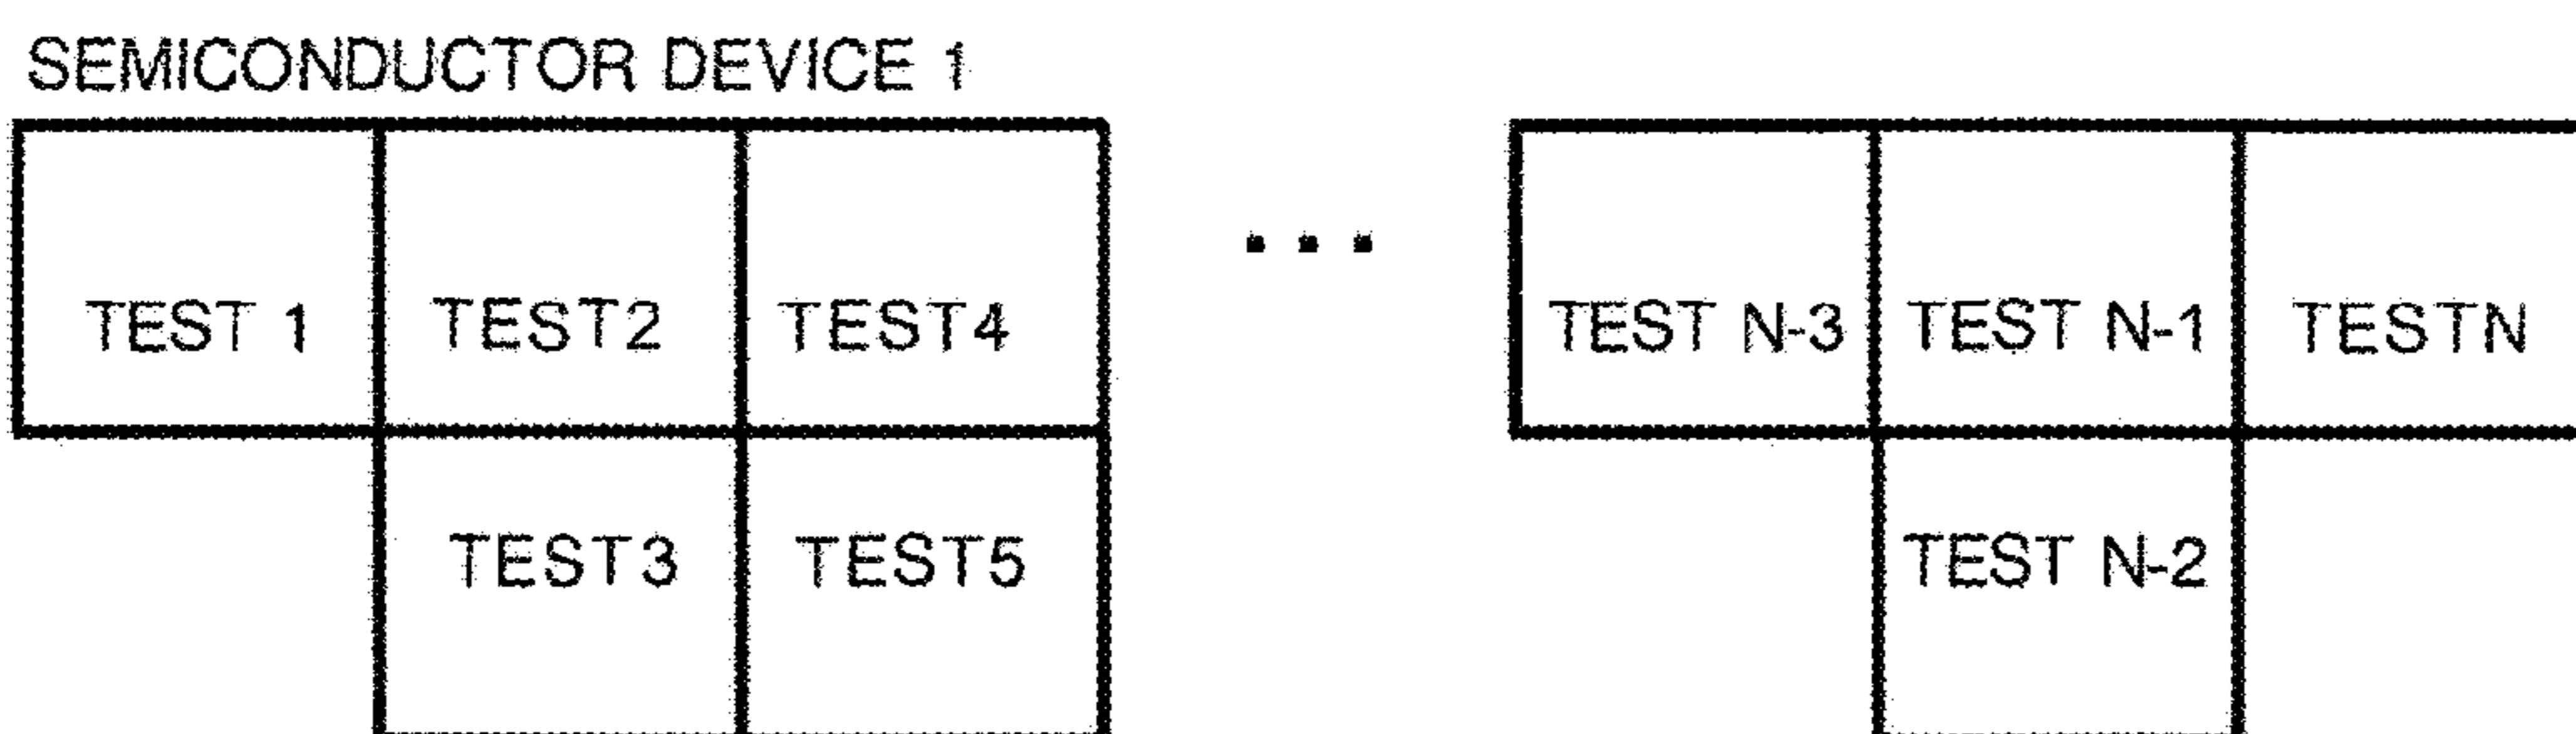 SEMICONDUCTOR DEVICE 1
TEST 1 TEST2 TEST4 ... TEST N-3 TEST N-1 TESTN
TEST3 TEST5 TEST N-2